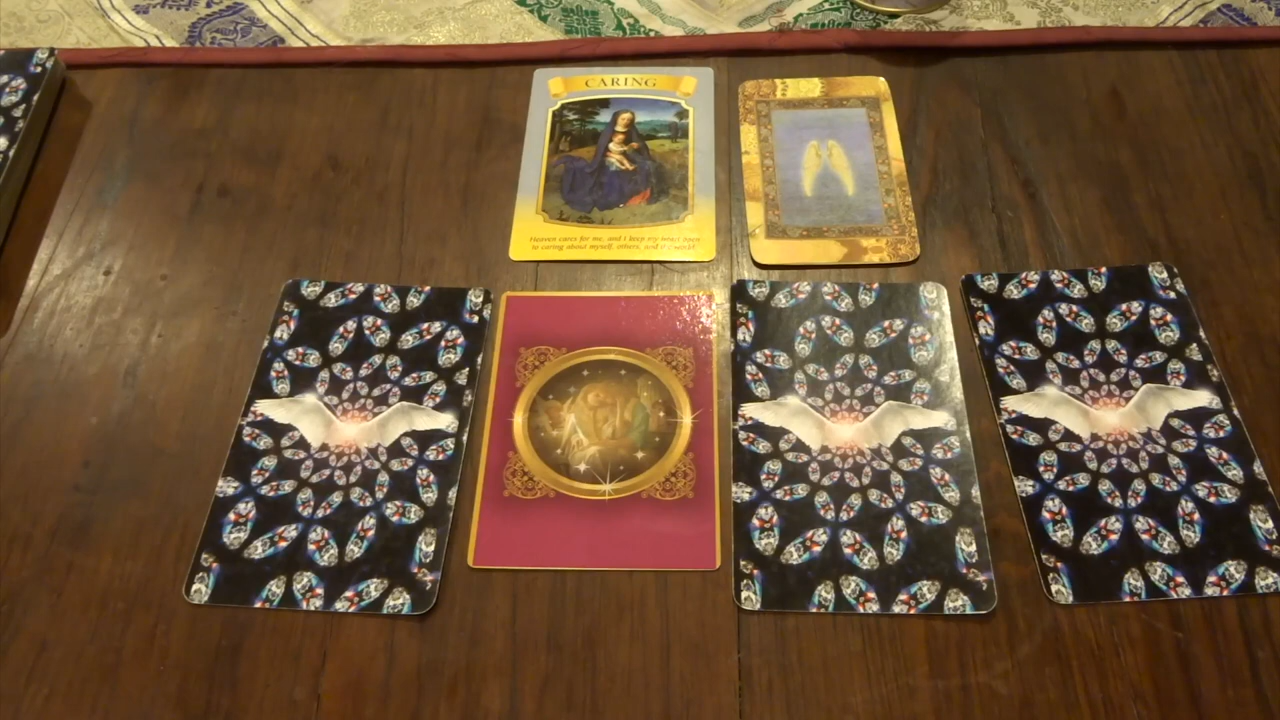 CARING
Heaven cares for me, and I keep my heart open
to caring about myself, others, and the world.